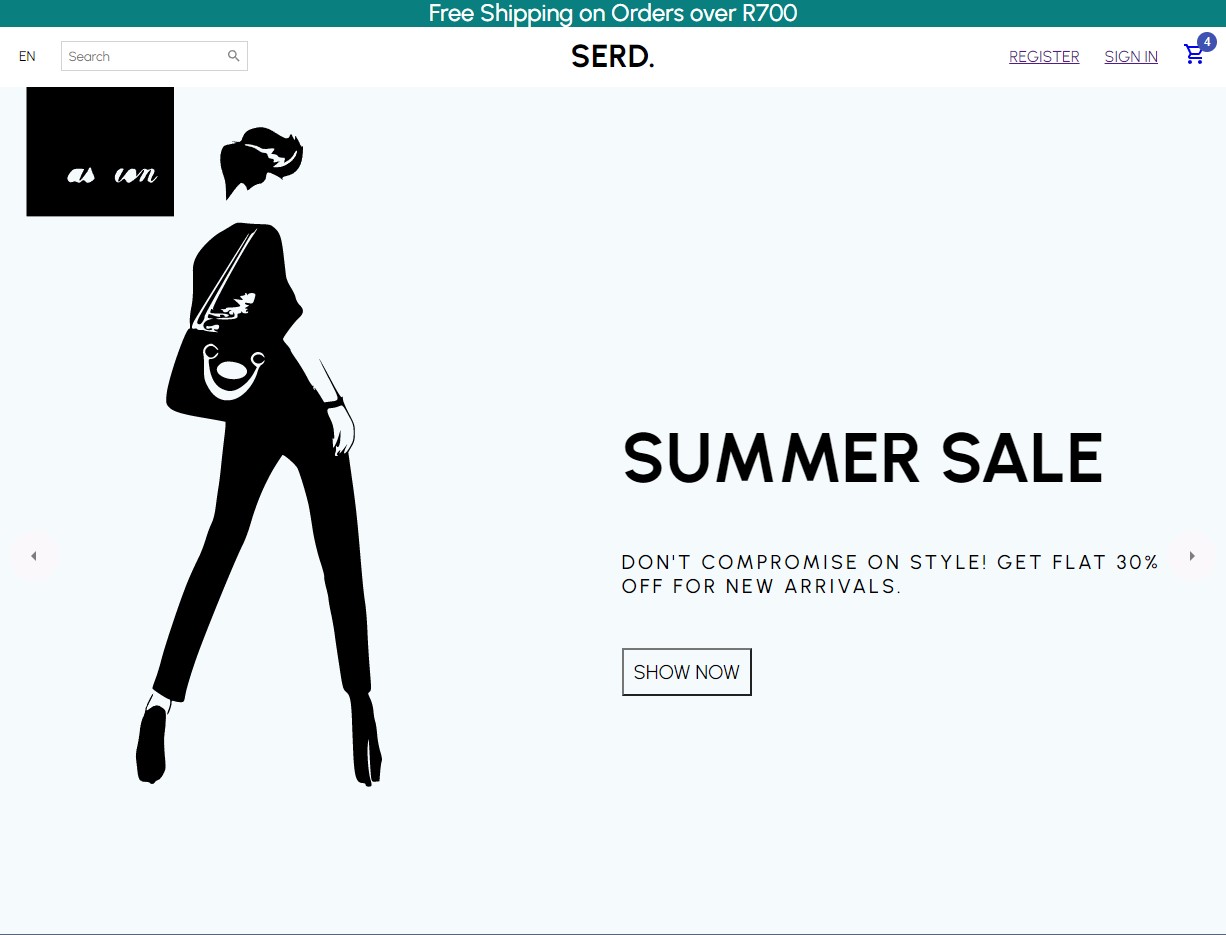 Free Shipping on Orders over R700
EN
Search
SERD.
REGISTER
SIGN IN
4
as con
SUMMER SALE
DON'T COMPROMISE ON STYLE! GET FLAT 30%
OFF FOR NEW ARRIVALS.
SHOW NOW